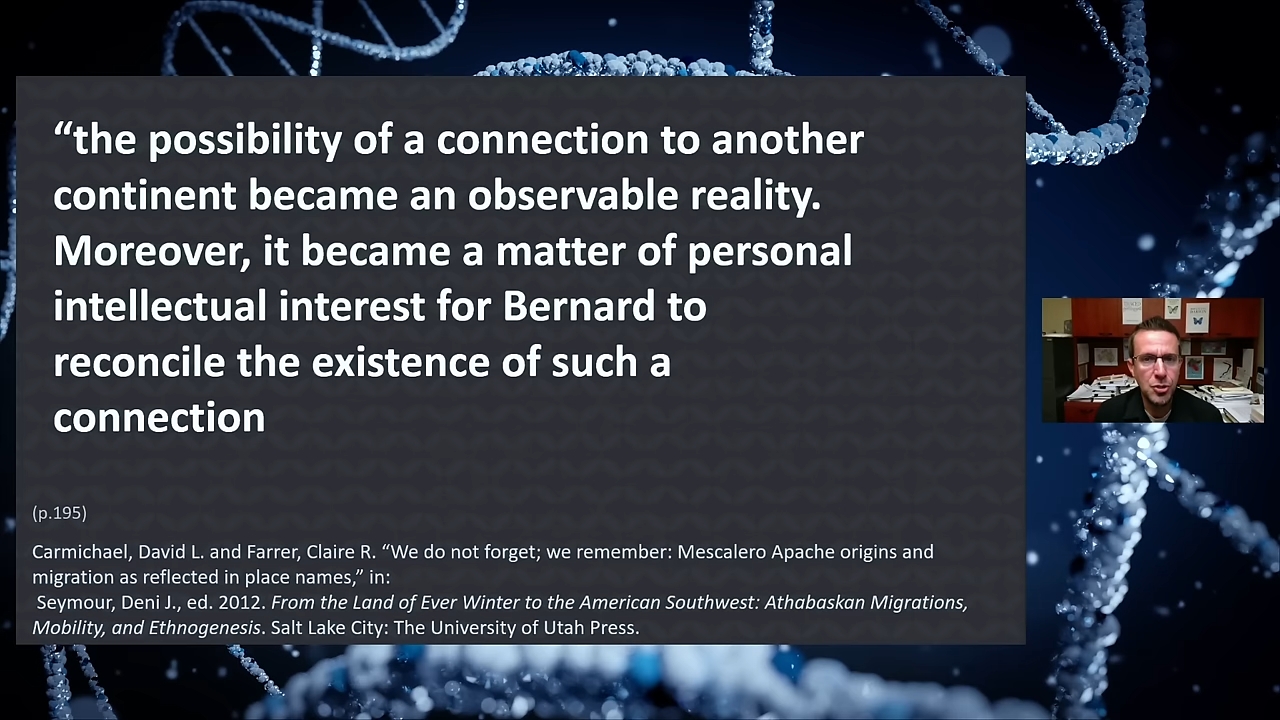 “the possibility of a connection to another
continent became an observable reality.
Moreover, it became a matter of personal
intellectual interest for Bernard to
reconcile the existence of such a
connection
(p.195)
Carmichael, David L. and Farrer, Claire R. “We do not forget; we remember: Mescalero Apache origins and
migration as reflected in place names,” in:
Seymour, Deni J., ed. 2012. From the Land of Ever Winter to the American Southwest: Athabaskan Migrations,
Mobility, and Ethnogenesis. Salt Lake City: The University of Utah Press.